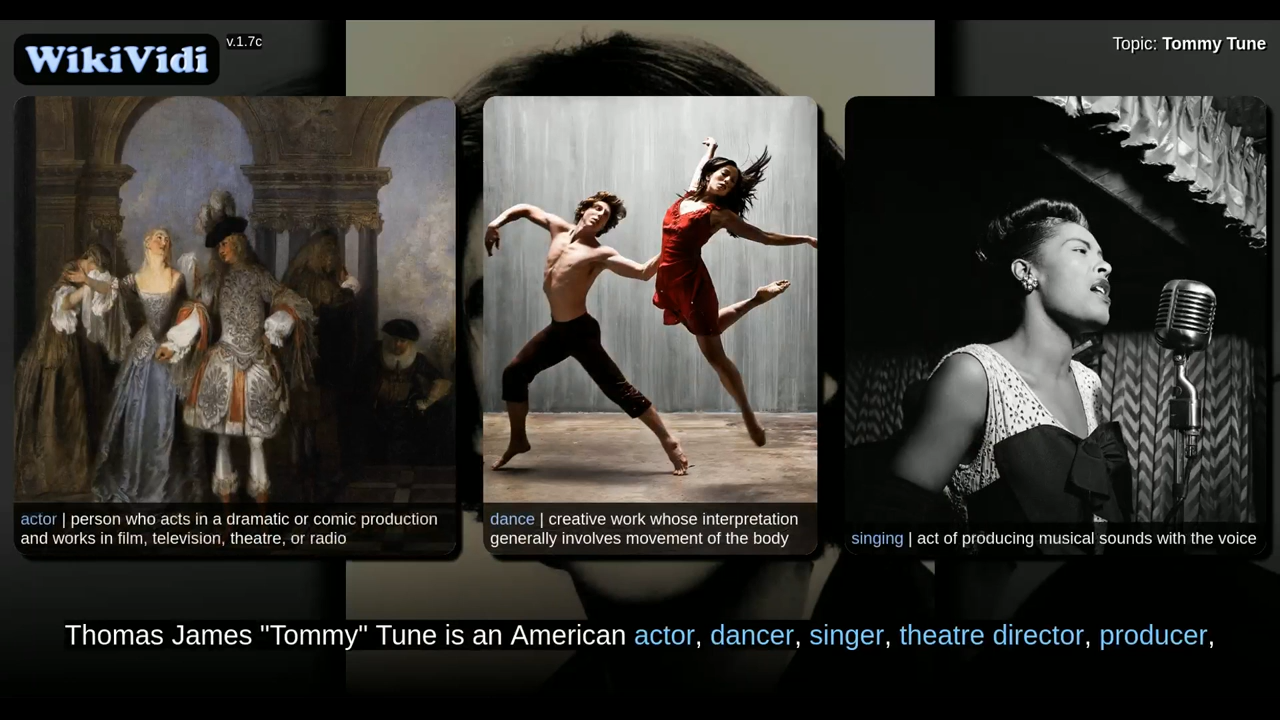 WikiVidi
v.1.7c
Topic: Tommy Tune
actor | person who acts in a dramatic or comic production
and works in film, television, theatre, or radio
dance | creative work whose interpretation
generally involves movement of the body
singing | act of producing musical sounds with the voice
Thomas James "Tommy" Tune is an American actor, dancer, singer, theatre director, producer,